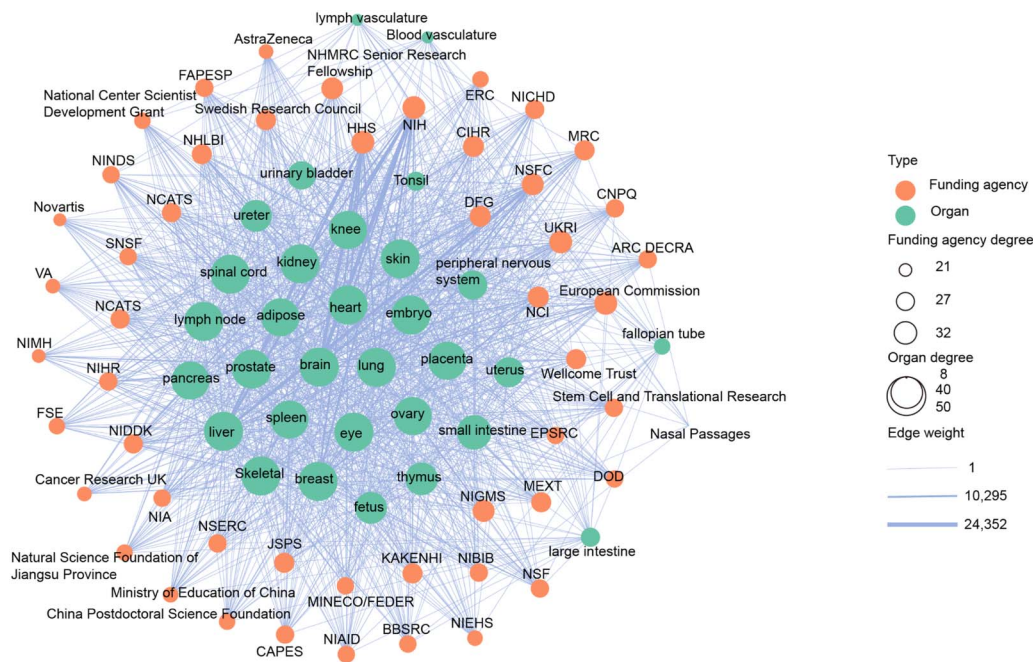 lymph vasculature
Blood vasculature
AstraZeneca
NHMRC Senior Research
Fellowship
FAPESP
ERC
NICHD
National Center Scientist
Development Grant
Swedish Research Council
HHS
NIH
CIHR
MRC
NHLBI
NINDS
urinary bladder
Tonsil
NSFC
CNPQ
NCATS
DFG
Novartis
ureter
knee
UKRI
ARC DECRA
SNSF
spinal cord
kidney
skin
peripheral nervous
system
VA
European Commission
NCATS
lymph node
adipose
heart
embryo
NCI
fallopian tube
NIMH
NIHR
pancreas
prostate
brain
lung
placenta
uterus
Wellcome Trust
Stem Cell and Translational Research
FSE
NIDDK
liver
spleen
eye
ovary
small intestine
EPSRC
Nasal Passages
Cancer Research UK
NIA
Skeletal
breast
thymus
MEXT
DOD
NSERC
fetus
NIGMS
large intestine
Natural Science Foundation of
Jiangsu Province
JSPS
KAKENHI
NIBIB
NSF
Ministry of Education of China
MINECO/FEDER
China Postdoctoral Science Foundation
CAPES
NIAID
BBSRC
NIEHS
Type
Funding agency
Organ
Funding agency degree
21
27
32
Organ degree
8
40
50
Edge weight
1
10,295
24,352